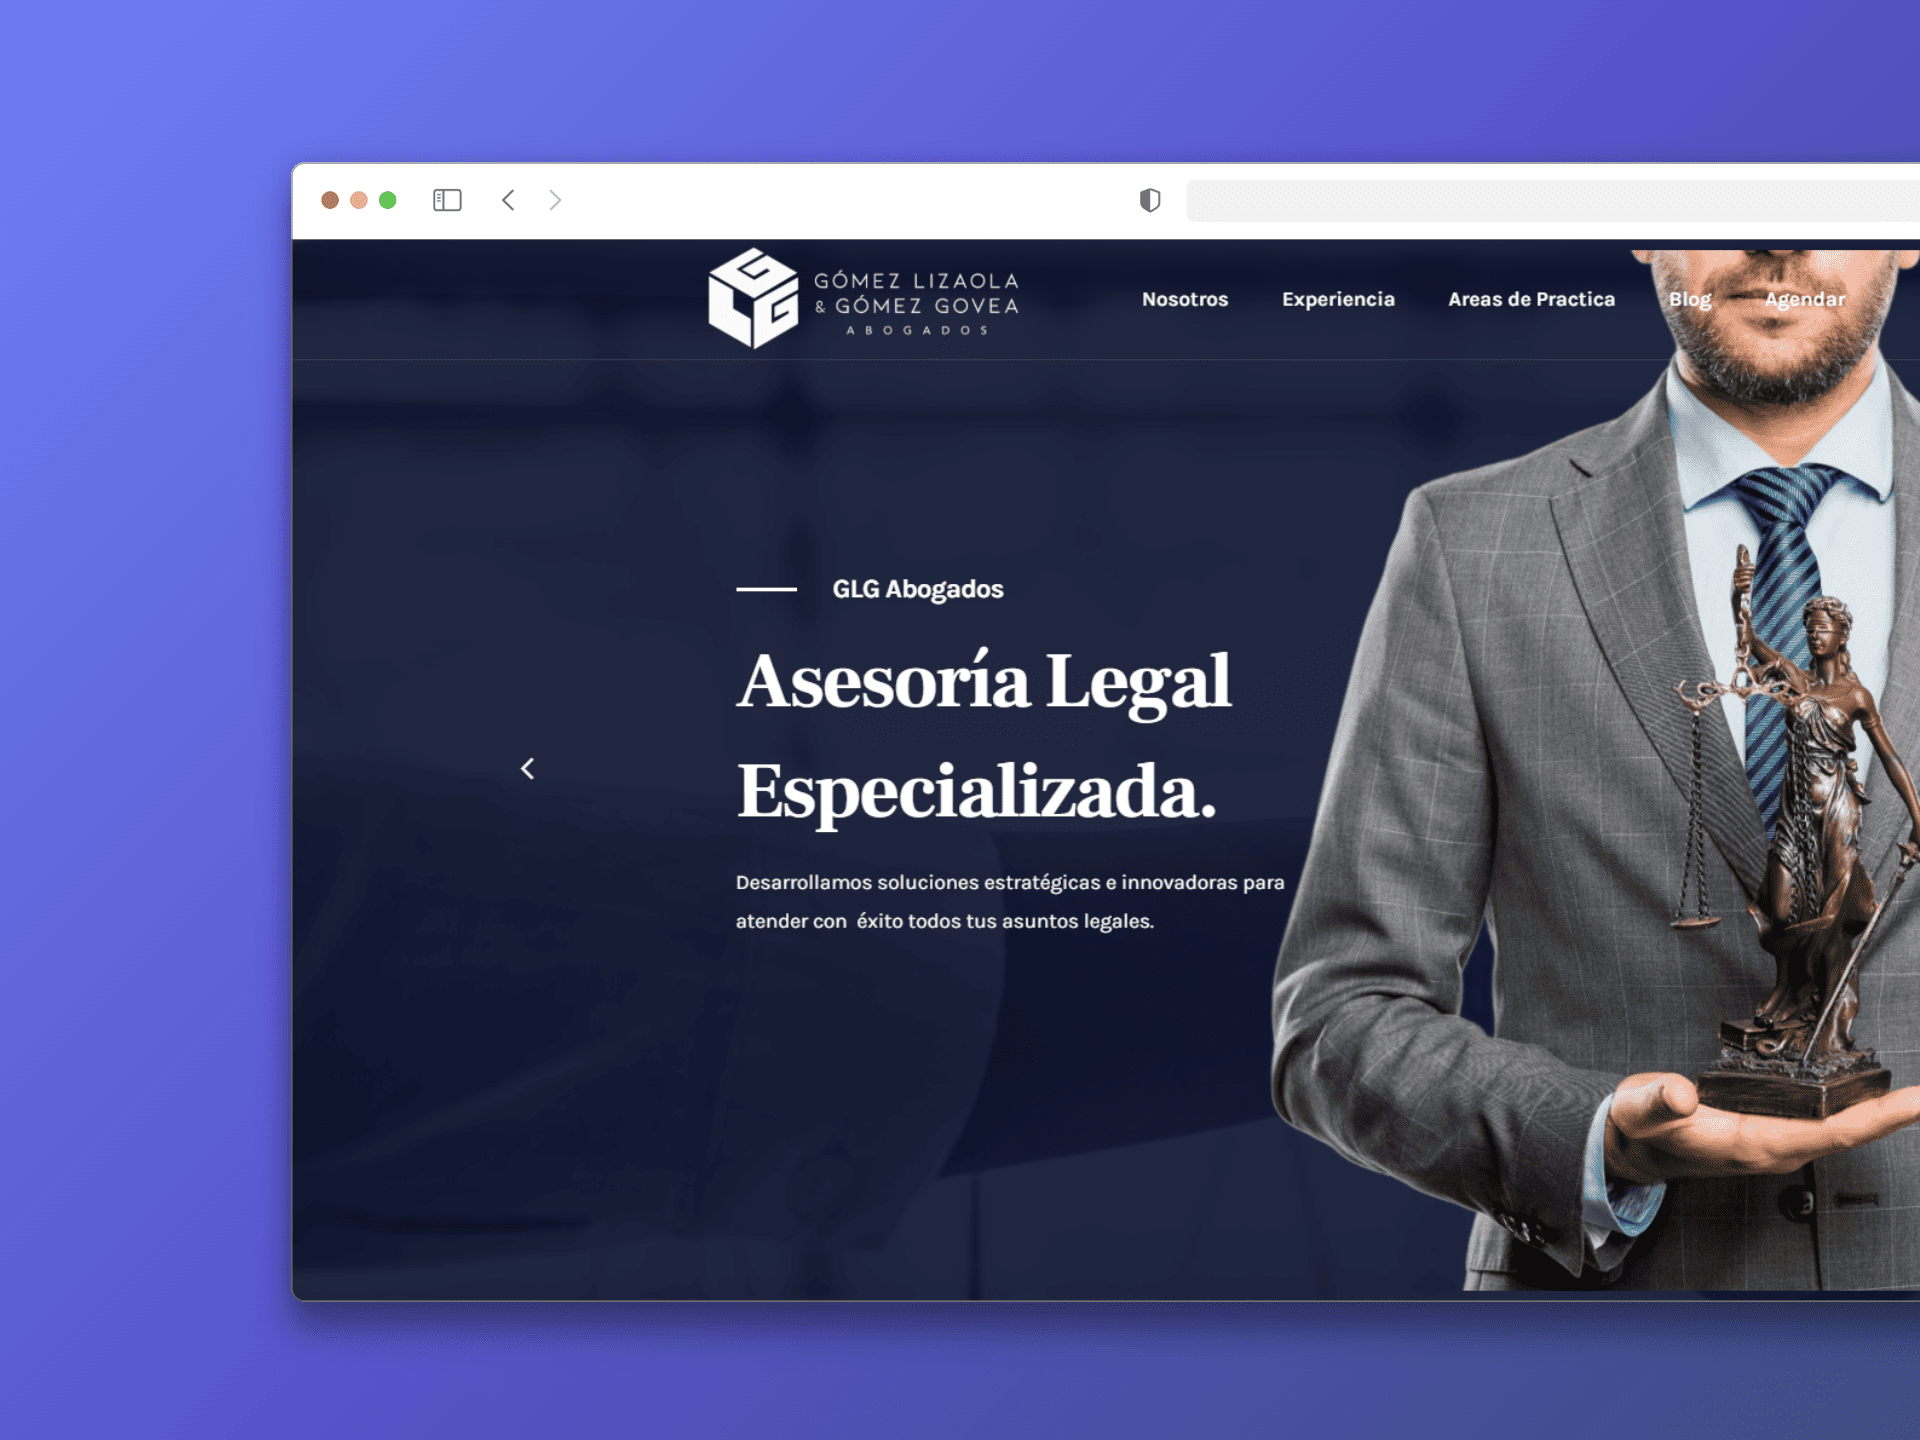 GLG
GÓMEZ LIZAOLA
& GÓMEZ GOVEA
ABOGADOS
Nosotros
Experiencia
Areas de Practica
Blog
Agendar
GLG Abogados
Asesoría Legal
Especializada.
Desarrollamos soluciones estratégicas e innovadoras para
atender con  éxito todos tus asuntos legales.